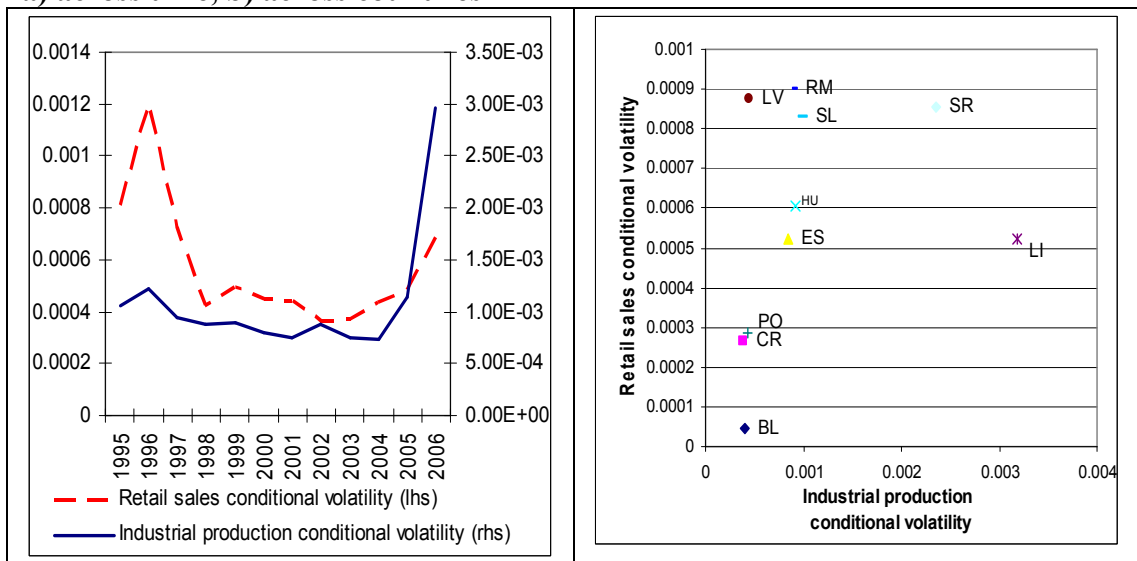 0.0014
0.0012
0.001
0.0008
0.0006
0.0004
0.0002
0
3.50E-03
3.00E-03
2.50E-03
2.00E-03
1.50E-03
1.00E-03
5.00E-04
0.00E+00
1995
1996
1997
1998
1999
2000
2001
2002
2003
2004
2005
2006
Retail sales conditional volatility (lhs)
Industrial production conditional volatility (rhs)
Retail sales conditional volatility
0.001
0.0009
0.0008
0.0007
0.0006
0.0005
0.0004
0.0003
0.0002
0.0001
0
LV
RM
SL
SR
HU
ES
LI
PO
CR
BL
0 0.001 0.002 0.003 0.004
Industrial production
conditional volatility